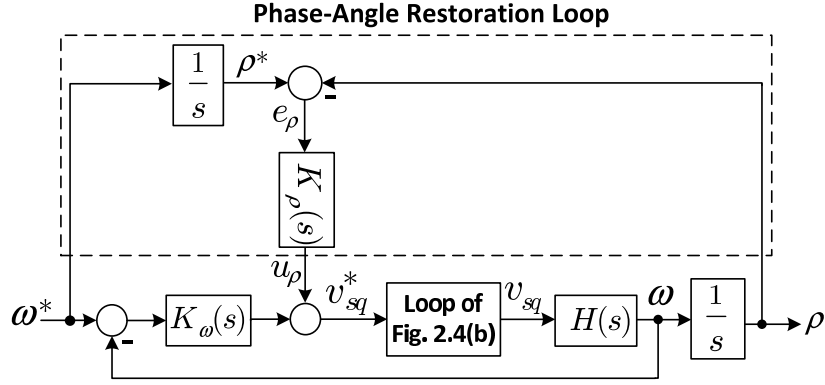 Phase-Angle Restoration Loop
1
s
ρ*
-
e_ρ
K_ρ(s)
u_ρ
ω*
-
K_ω(s)
v*_sq
Loop of
Fig. 2.4(b)
v_sq
H(s)
ω
1
s
ρ